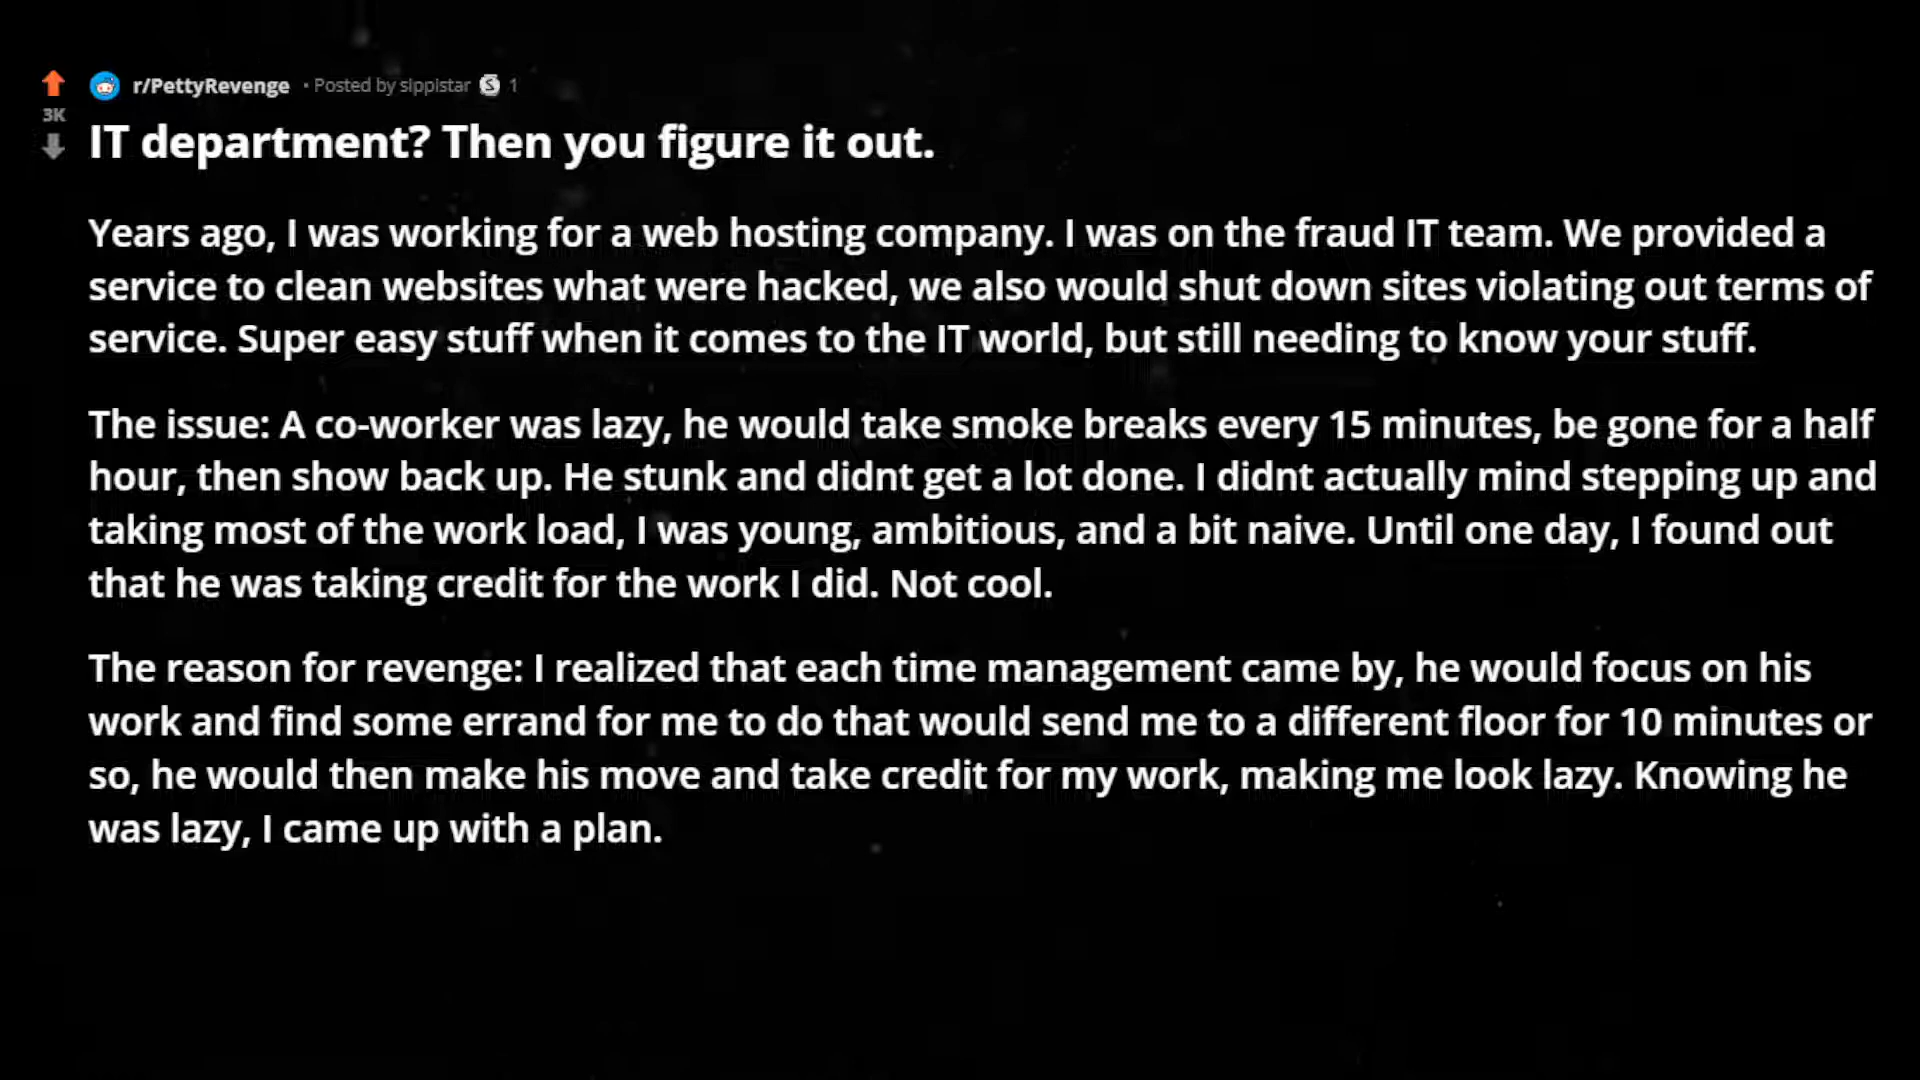 r/PettyRevenge • Posted by sippistar S 1
3K
IT department? Then you figure it out.
Years ago, I was working for a web hosting company. I was on the fraud IT team. We provided a
service to clean websites what were hacked, we also would shut down sites violating out terms of
service. Super easy stuff when it comes to the IT world, but still needing to know your stuff.
The issue: A co-worker was lazy, he would take smoke breaks every 15 minutes, be gone for a half
hour, then show back up. He stunk and didnt get a lot done. I didnt actually mind stepping up and
taking most of the work load, I was young, ambitious, and a bit naive. Until one day, I found out
that he was taking credit for the work I did. Not cool.
The reason for revenge: I realized that each time management came by, he would focus on his
work and find some errand for me to do that would send me to a different floor for 10 minutes or
so, he would then make his move and take credit for my work, making me look lazy. Knowing he
was lazy, I came up with a plan.